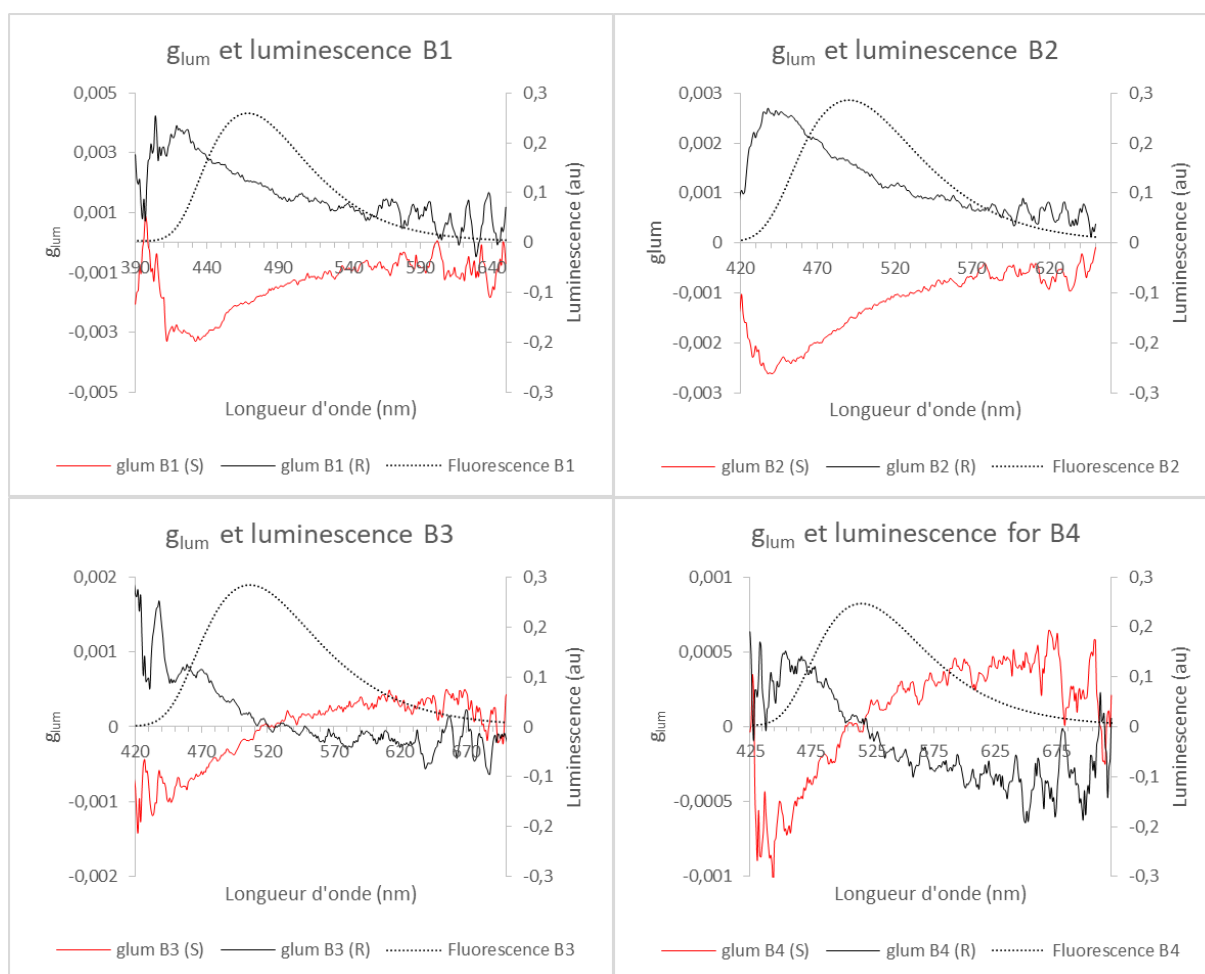 g_lum et luminescence B1
0,005
0,003
0,001
-0,001
-0,003
-0,005
g_lum
390
440
490
540
590
640
0,3
0,2
0,1
0
-0,1
-0,2
-0,3
Luminescence (au)
Longueur d'onde (nm)
glum B1 (S)
glum B1 (R)
Fluorescence B1
g_lum et luminescence B2
0,003
0,002
0,001
0
-0,001
-0,002
-0,003
glum
420
470
520
570
620
0,3
0,2
0,1
0
-0,1
-0,2
-0,3
Luminescence (au)
Longueur d'onde (nm)
glum B2 (S)
glum B2 (R)
Fluorescence B2
g_lum et luminescence B3
0,002
0,001
0
-0,001
-0,002
g_lum
420
470
520
570
620
670
0,3
0,2
0,1
0
-0,1
-0,2
-0,3
Luminescence (au)
Longueur d'onde (nm)
glum B3 (S)
glum B3 (R)
Fluorescence B3
g_lum et luminescence for B4
0,001
0,0005
0
-0,0005
-0,001
g_lum
425
475
525
575
625
675
0,3
0,2
0,1
0
-0,1
-0,2
-0,3
Luminescence (au)
Longueur d'onde (nm)
glum B4 (S)
glum B4 (R)
Fluorescence B4